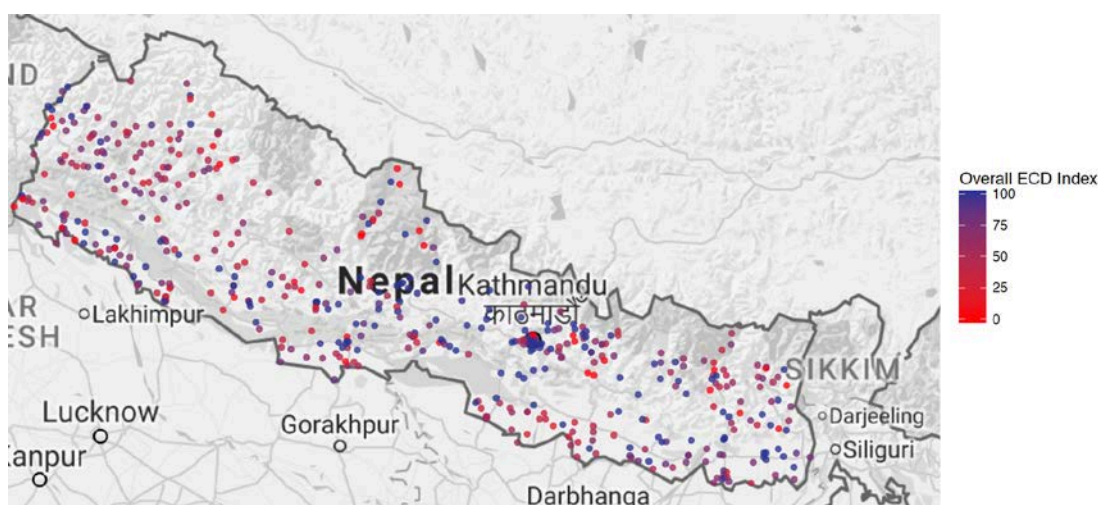 ND
Overall ECD Index
100
75
50
25
0
Nepal
Kathmandu
काठमाडौं
AR
ESH
Lakhimpur
SIKKIM
Lucknow
Gorakhpur
Darjeeling
Siliguri
Kanpur
Darbhanga